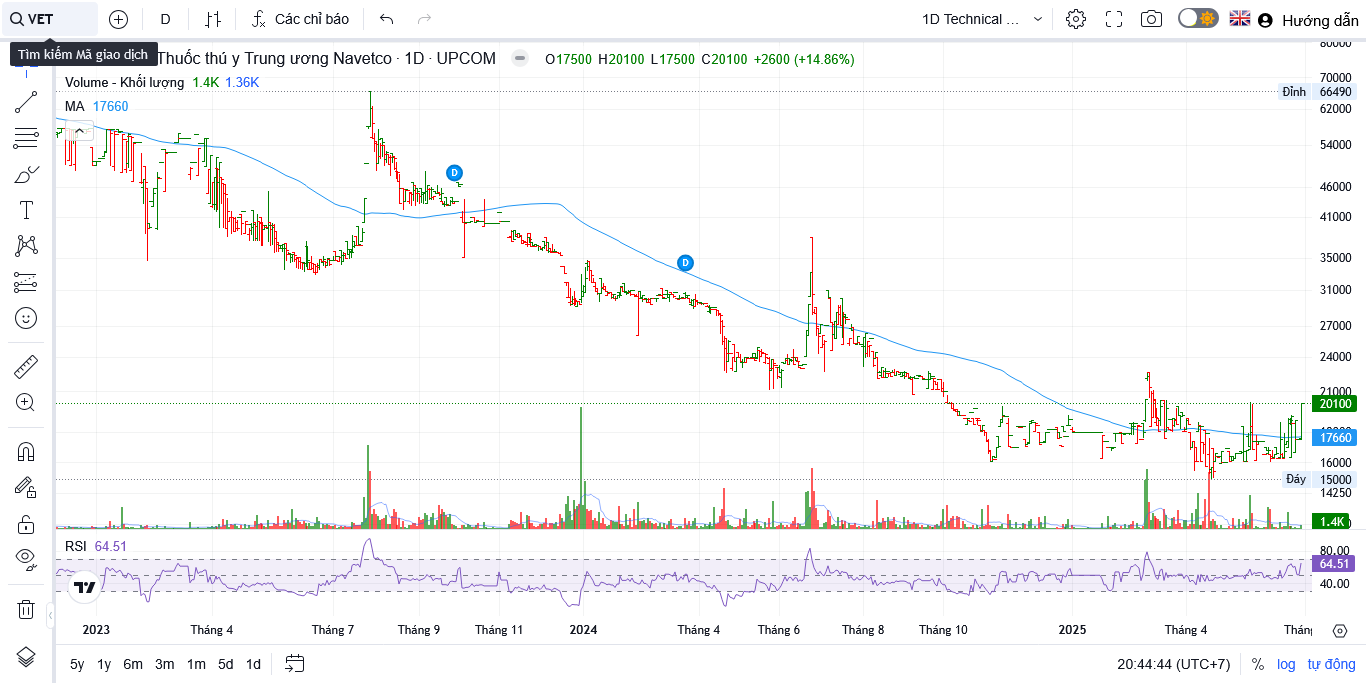 VET
D
Các chỉ báo
1D Technical ...
Hướng dẫn
Tìm kiếm Mã giao dịch
Thuốc thú y Trung ương Navetco · 1D · UPCOM
O17500 H20100 L17500 C20100 +2600 (+14.86%)
Volume - Khối lượng 1.4K 1.36K
MA 17660
80000
70000
Đỉnh 66490
62000
54000
46000
41000
35000
31000
27000
24000
21000
20100
17660
16000
Đáy 15000
14250
1.4K
D
D
RSI 64.51
80.00
64.51
40.00
2023 Tháng 4 Tháng 7 Tháng 9 Tháng 11 2024 Tháng 4 Tháng 6 Tháng 8 Tháng 10 2025 Tháng 4
5y 1y 6m 3m 1m 5d 1d
20:44:44 (UTC+7) % log tự động